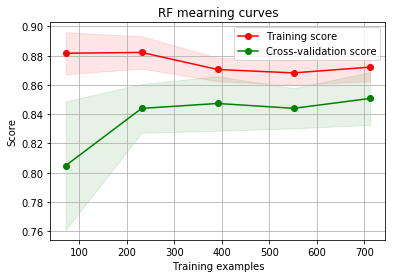 RF mearning curves
Training score
Cross-validation score
0.90
0.88
0.86
0.84
0.82
0.80
0.78
0.76
Score
100 200 300 400 500 600 700
Training examples